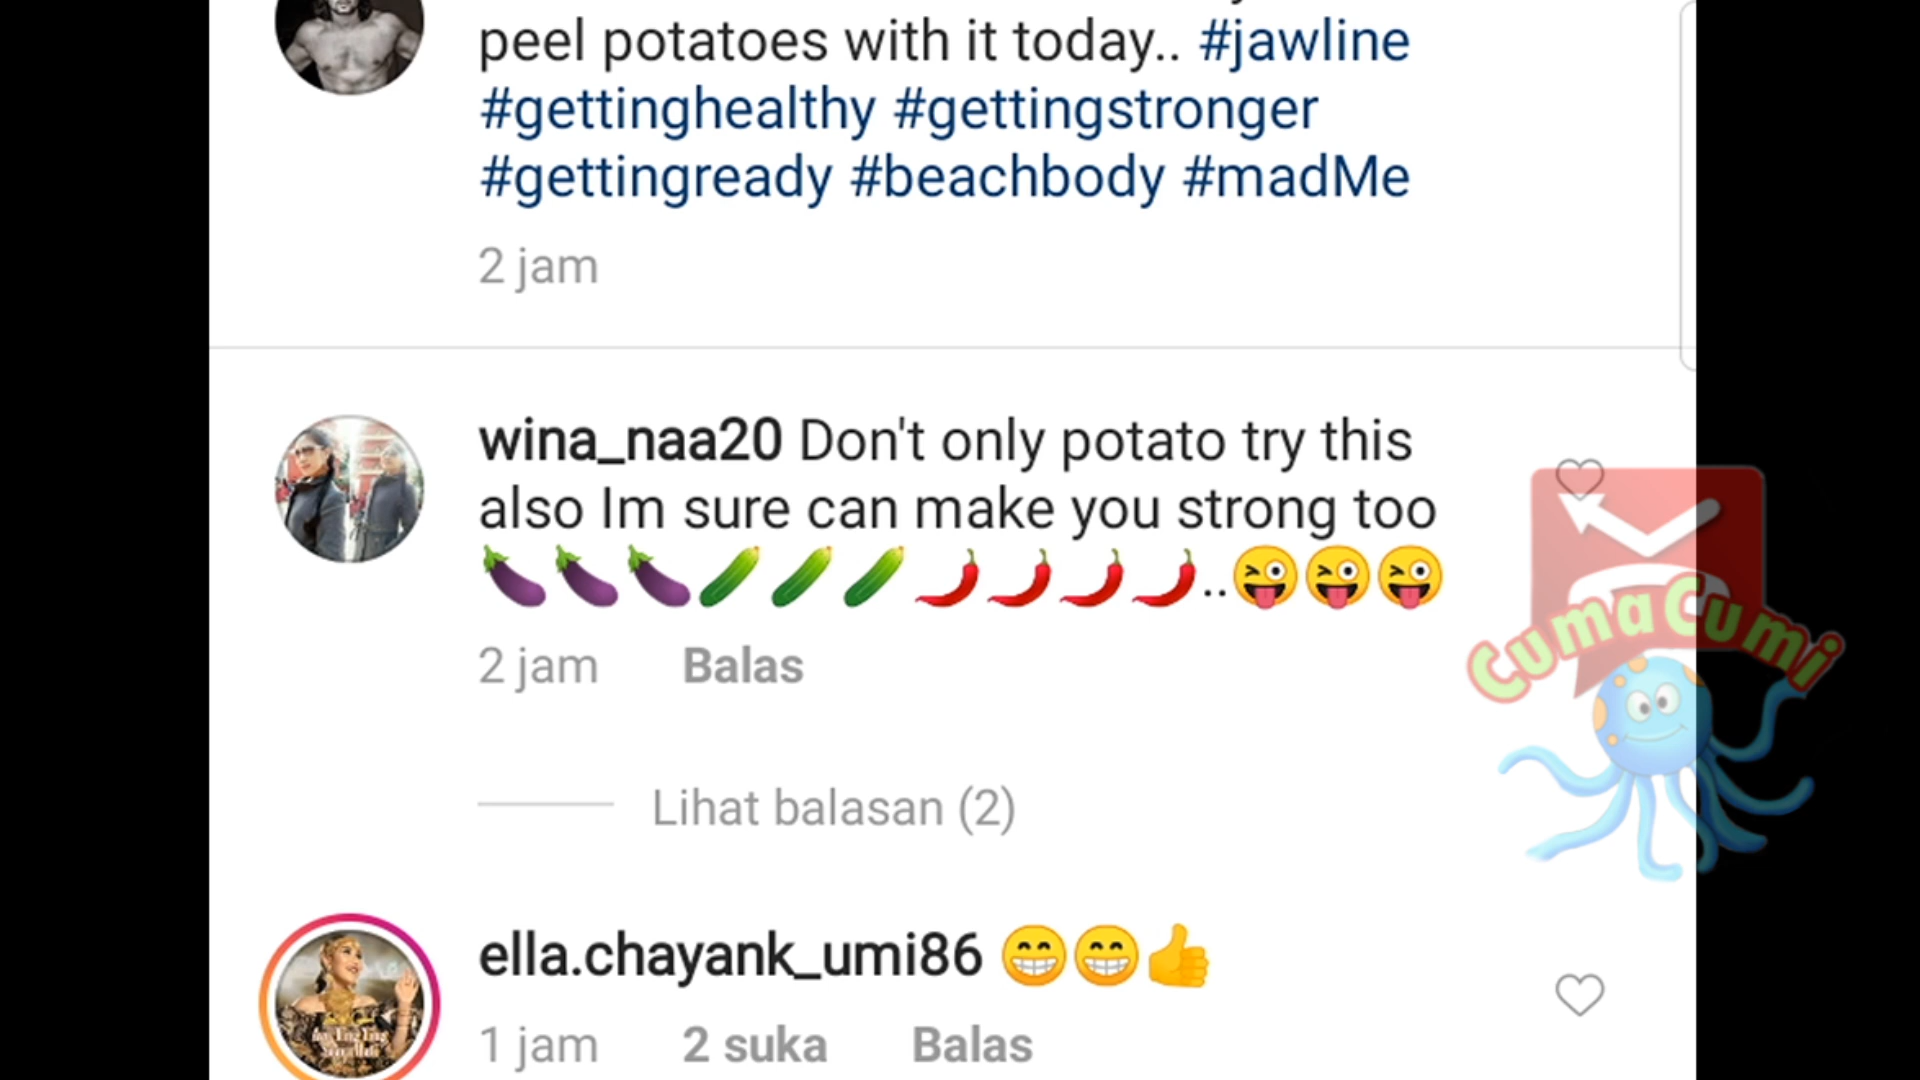 peel potatoes with it today.. #jawline
#gettinghealthy #gettingstronger
#gettingready #beachbody #madMe
2 jam
wina_naa20 Don't only potato try this
also Im sure can make you strong too
🍆🍆🍆🥒🥒🥒🌶️🌶️🌶️🌶️..😜😜😜
2 jam Balas
Lihat balasan (2)
CumaCumi
ella.chayank_umi86 😁😁👍
1 jam 2 suka Balas